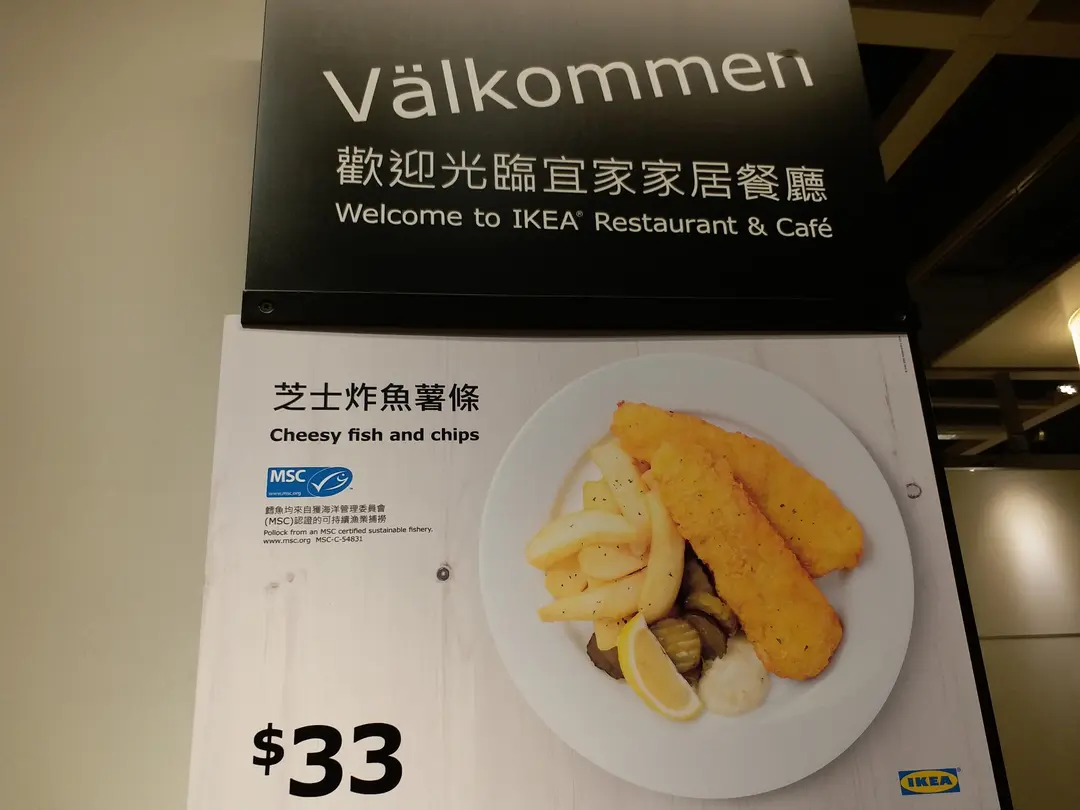 Välkommen
歡迎光臨宜家家居餐廳
Welcome to IKEA® Restaurant & Café
芝士炸魚薯條
Cheesy fish and chips
MSC
www.msc.org
鱈魚均來自獲海洋管理委員會
(MSC)認證的可持續漁業捕撈
Pollock from an MSC certified sustainable fishery.
www.msc.org MSC-C-54831
$33
IKEA®